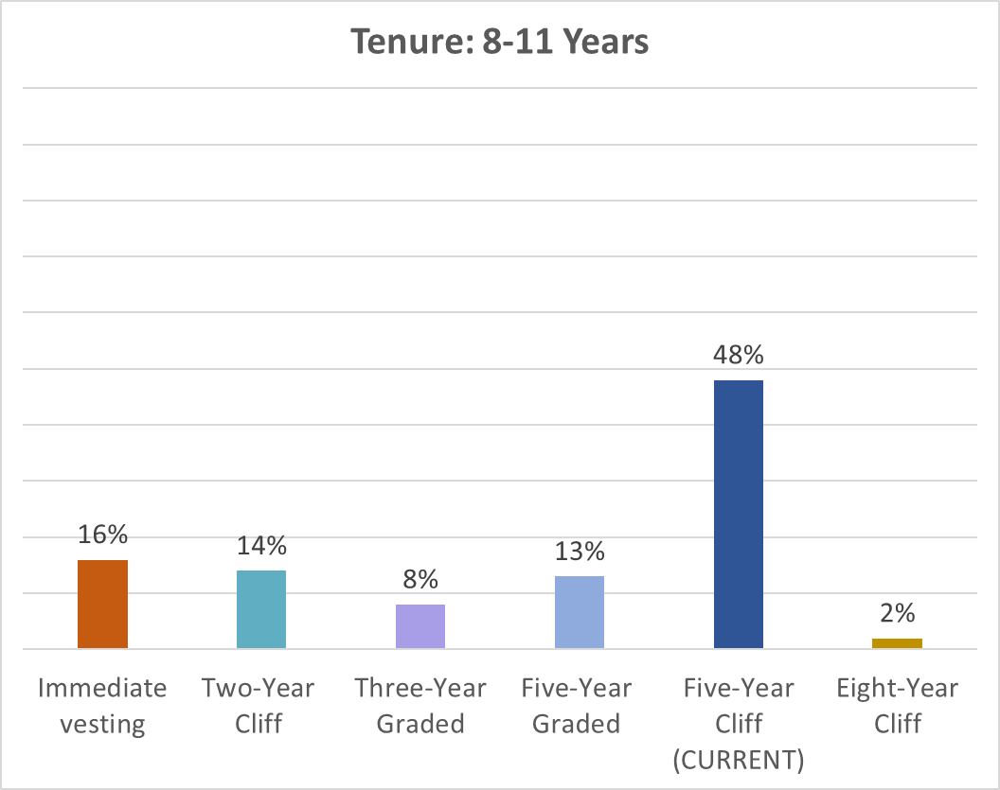 Tenure: 8-11 Years
48%
16%
14%
13%
8%
2%
Immediate
vesting
Two-Year
Cliff
Three-Year
Graded
Five-Year
Graded
Five-Year
Cliff
(CURRENT)
Eight-Year
Cliff